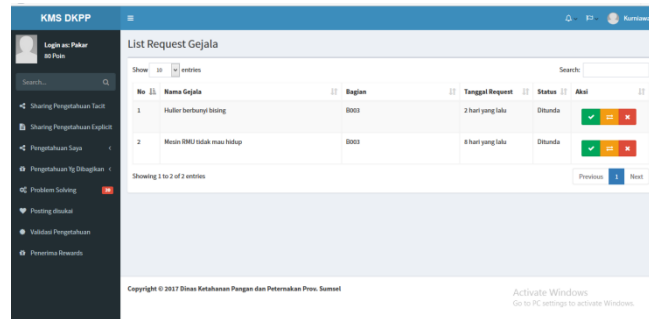 KMS DKPP
Kurniawa
Login as: Pakar
80 Poin
Search...
Sharing Pengetahuan Tacit
Sharing Pengetahuan Explicit
Pengetahuan Saya
Pengetahuan Yg Dibagikan
Problem Solving
Posting disukai
Validasi Pengetahuan
Penerima Rewards
List Request Gejala
Show 10 entries
Search:
No Nama Gejala Bagian Tanggal Request Status Aksi
1 Huller berbunyi bising B003 2 hari yang lalu Ditunda
2 Mesin RMU tidak mau hidup B003 8 hari yang lalu Ditunda
Showing 1 to 2 of 2 entries
Previous 1 Next
Copyright © 2017 Dinas Ketahanan Pangan dan Peternakan Prov. Sumsel
Activate Windows
Go to PC settings to activate Windows.